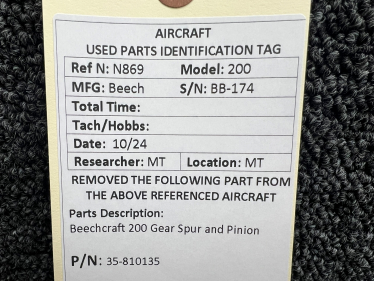 AIRCRAFT
USED PARTS IDENTIFICATION TAG
Ref N: N869 Model: 200
MFG: Beech S/N: BB-174
Total Time:
Tach/Hobbs:
Date: 10/24
Researcher: MT Location: MT
REMOVED THE FOLLOWING PART FROM
THE ABOVE REFERENCED AIRCRAFT
Parts Description:
Beechcraft 200 Gear Spur and Pinion
P/N: 35-810135